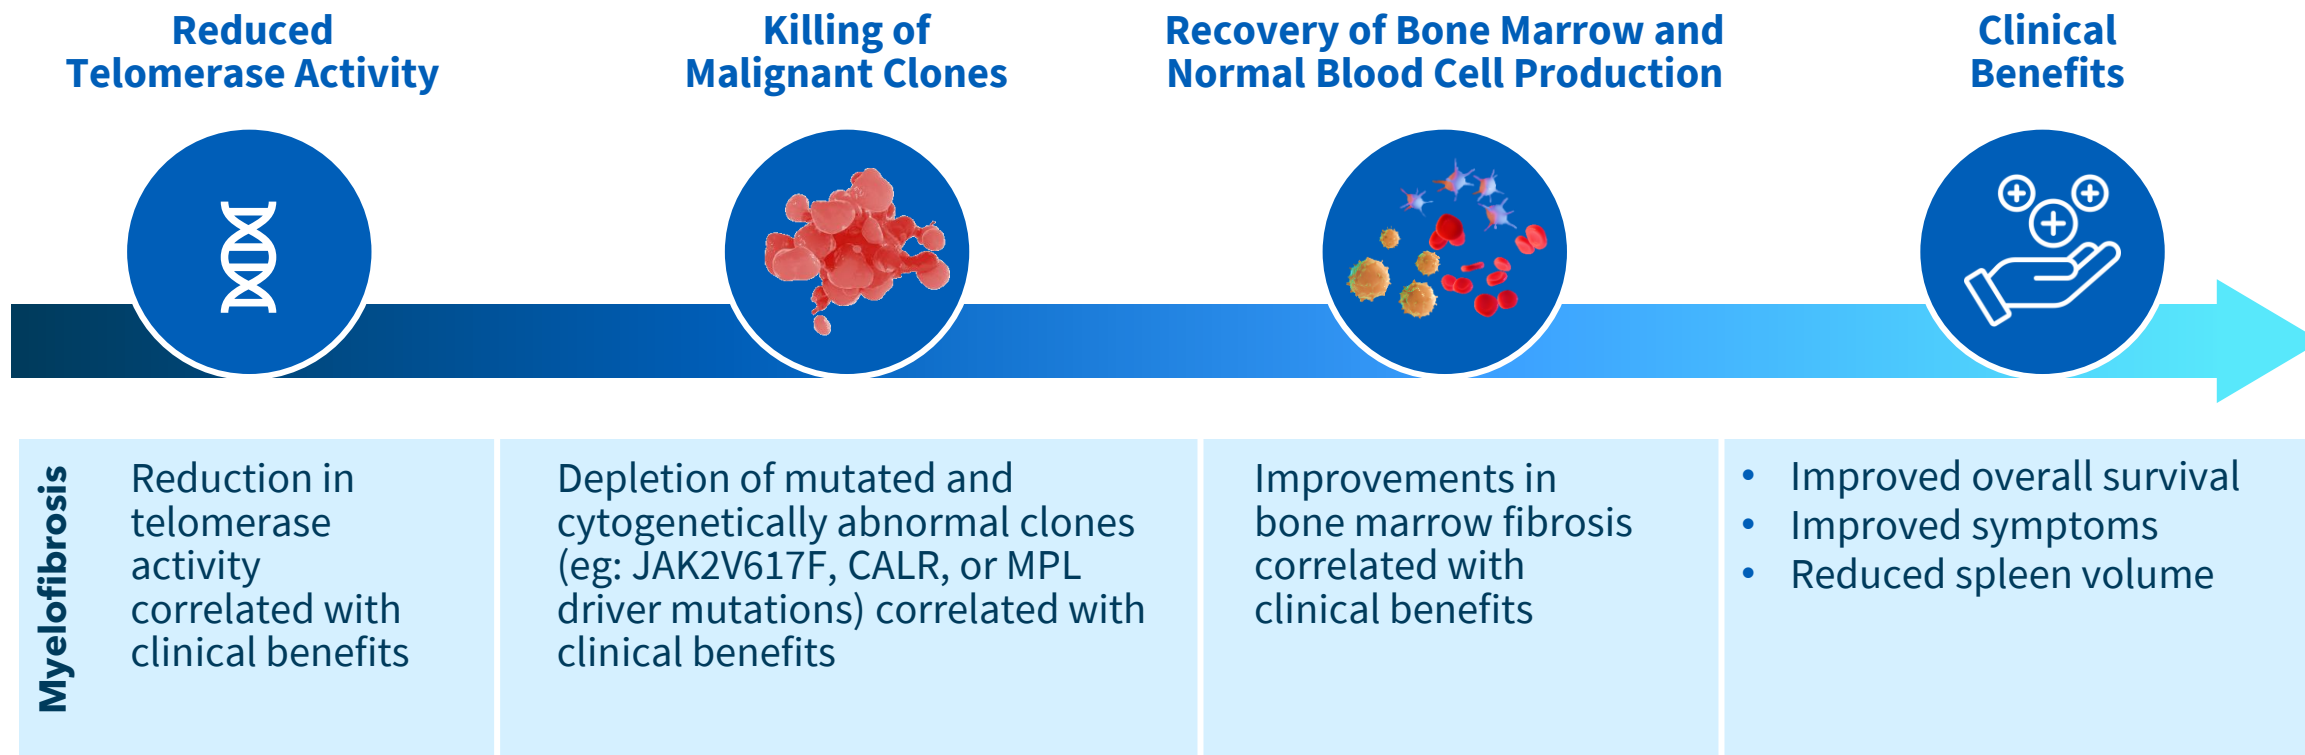 Reduced
Telomerase Activity
Killing of
Malignant Clones
Recovery of Bone Marrow and
Normal Blood Cell Production
Clinical
Benefits
Myelofibrosis
Reduction in
telomerase
activity
correlated with
clinical benefits
Depletion of mutated and
cytogenetically abnormal clones
(eg: JAK2V617F, CALR, or MPL
driver mutations) correlated with
clinical benefits
Improvements in
bone marrow fibrosis
correlated with
clinical benefits
• Improved overall survival
• Improved symptoms
• Reduced spleen volume